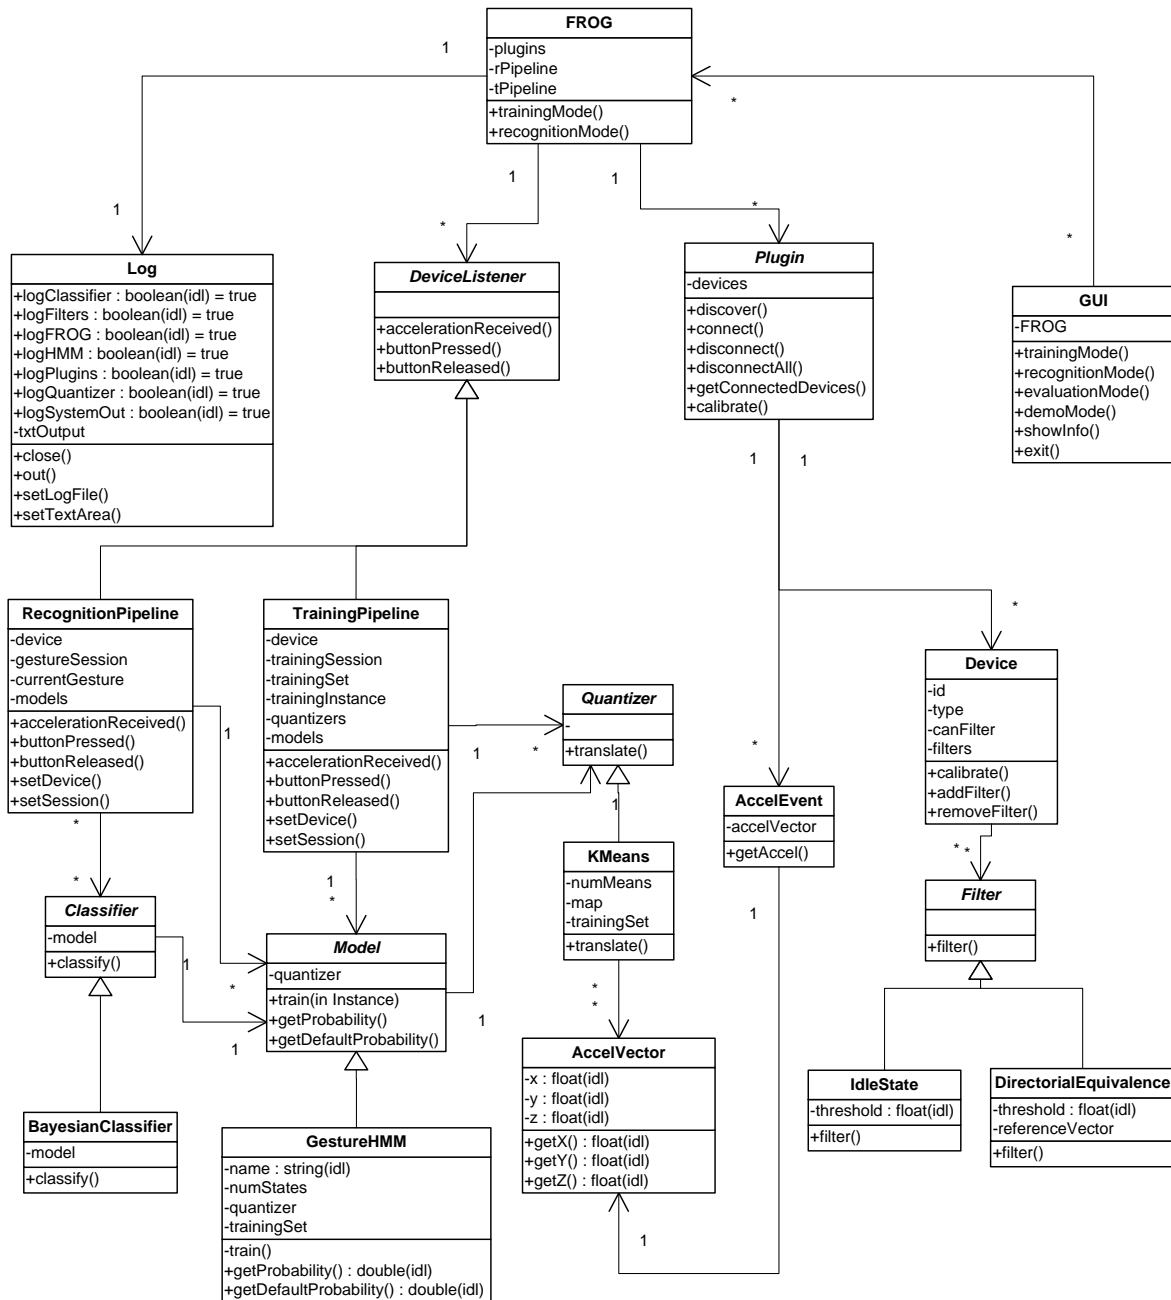 FROG
-plugins
-rPipeline
-tPipeline
+trainingMode()
+recognitionMode()
1
*
1
1
1
*
*
*
Log
+logClassifier : boolean(idl) = true
+logFilters : boolean(idl) = true
+logFROG : boolean(idl) = true
+logHMM : boolean(idl) = true
+logPlugins : boolean(idl) = true
+logQuantizer : boolean(idl) = true
+logSystemOut : boolean(idl) = true
-txtOutput
+close()
+out()
+setLogFile()
+setTextArea()
DeviceListener
+accelerationReceived()
+buttonPressed()
+buttonReleased()
Plugin
-devices
+discover()
+connect()
+disconnect()
+disconnectAll()
+getConnectedDevices()
+calibrate()
GUI
-FROG
+trainingMode()
+recognitionMode()
+evaluationMode()
+demoMode()
+showInfo()
+exit()
1
1
*
*
RecognitionPipeline
-device
-gestureSession
-currentGesture
-models
+accelerationReceived()
+buttonPressed()
+buttonReleased()
+setDevice()
+setSession()
TrainingPipeline
-device
-trainingSession
-trainingSet
-trainingInstance
-quantizers
-models
+accelerationReceived()
+buttonPressed()
+buttonReleased()
+setDevice()
+setSession()
Quantizer
-
+translate()
Device
-id
-type
-canFilter
-filters
+calibrate()
+addFilter()
+removeFilter()
1
1
*
1
*
*
AccelEvent
-accelVector
+getAccel()
KMeans
-numMeans
-map
-trainingSet
+translate()
*
*
1
*
1
Classifier
-model
+classify()
Filter
+filter()
Model
-quantizer
+train(in Instance)
+getProbability()
+getDefaultProbability()
1
*
1
1
*
*
AccelVector
-x : float(idl)
-y : float(idl)
-z : float(idl)
+getX() : float(idl)
+getY() : float(idl)
+getZ() : float(idl)
1
IdleState
-threshold : float(idl)
+filter()
DirectorialEquivalence
-threshold : float(idl)
-referenceVector
+filter()
BayesianClassifier
-model
+classify()
GestureHMM
-name : string(idl)
-numStates
-quantizer
-trainingSet
-train()
+getProbability() : double(idl)
+getDefaultProbability() : double(idl)